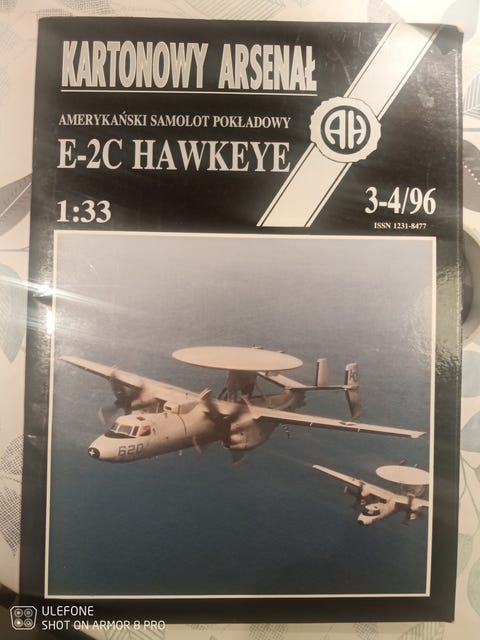 KARTONOWY ARSENAŁ
AMERYKAŃSKI SAMOLOT POKŁADOWY
E-2C HAWKEYE
AH
1:33
3-4/96
ISSN 1231-8477
620
ULEFONE
SHOT ON ARMOR 8 PRO